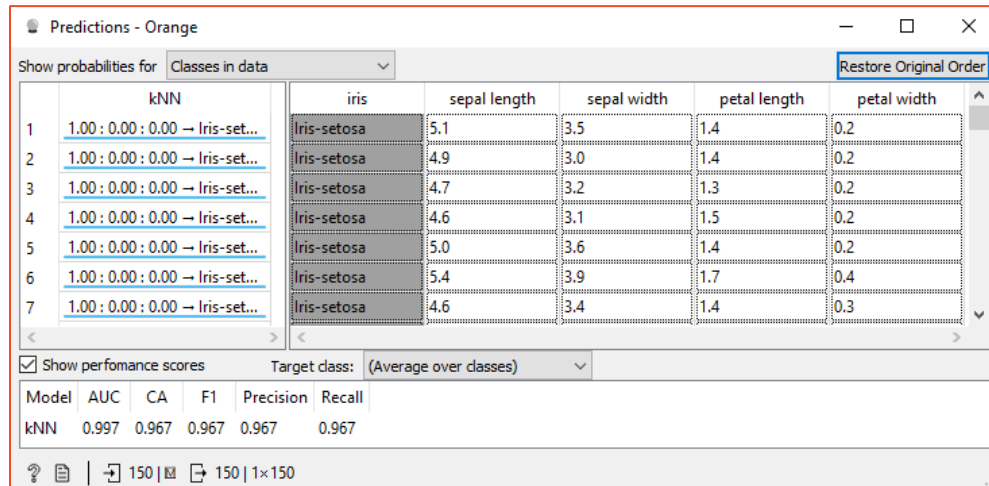 Predictions - Orange
Show probabilities for Classes in data Restore Original Order
kNN iris sepal length sepal width petal length petal width
1 1.00 : 0.00 : 0.00 → Iris-set... Iris-setosa 5.1 3.5 1.4 0.2
2 1.00 : 0.00 : 0.00 → Iris-set... Iris-setosa 4.9 3.0 1.4 0.2
3 1.00 : 0.00 : 0.00 → Iris-set... Iris-setosa 4.7 3.2 1.3 0.2
4 1.00 : 0.00 : 0.00 → Iris-set... Iris-setosa 4.6 3.1 1.5 0.2
5 1.00 : 0.00 : 0.00 → Iris-set... Iris-setosa 5.0 3.6 1.4 0.2
6 1.00 : 0.00 : 0.00 → Iris-set... Iris-setosa 5.4 3.9 1.7 0.4
7 1.00 : 0.00 : 0.00 → Iris-set... Iris-setosa 4.6 3.4 1.4 0.3
Show perfomance scores Target class: (Average over classes)
Model AUC CA F1 Precision Recall
kNN 0.997 0.967 0.967 0.967 0.967
? 150 | 150 | 1×150